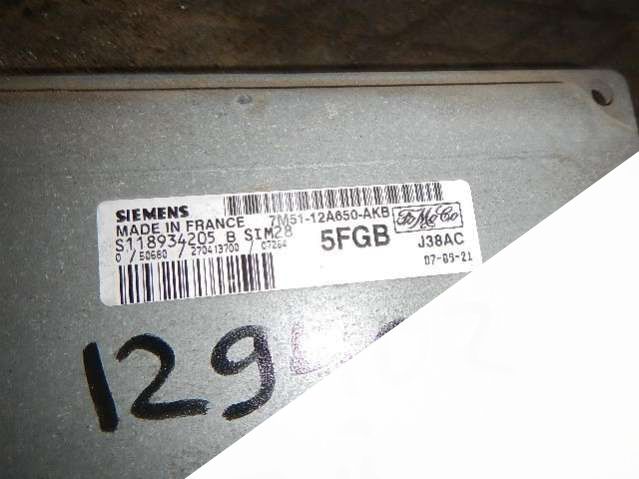 SIEMENS
MADE IN FRANCE 7M51-12A650-AKB FoMoCo
S118934205 B SIM28 5FGB J38AC
0 / 50660 / 270413700 C7264 07-05-21
129